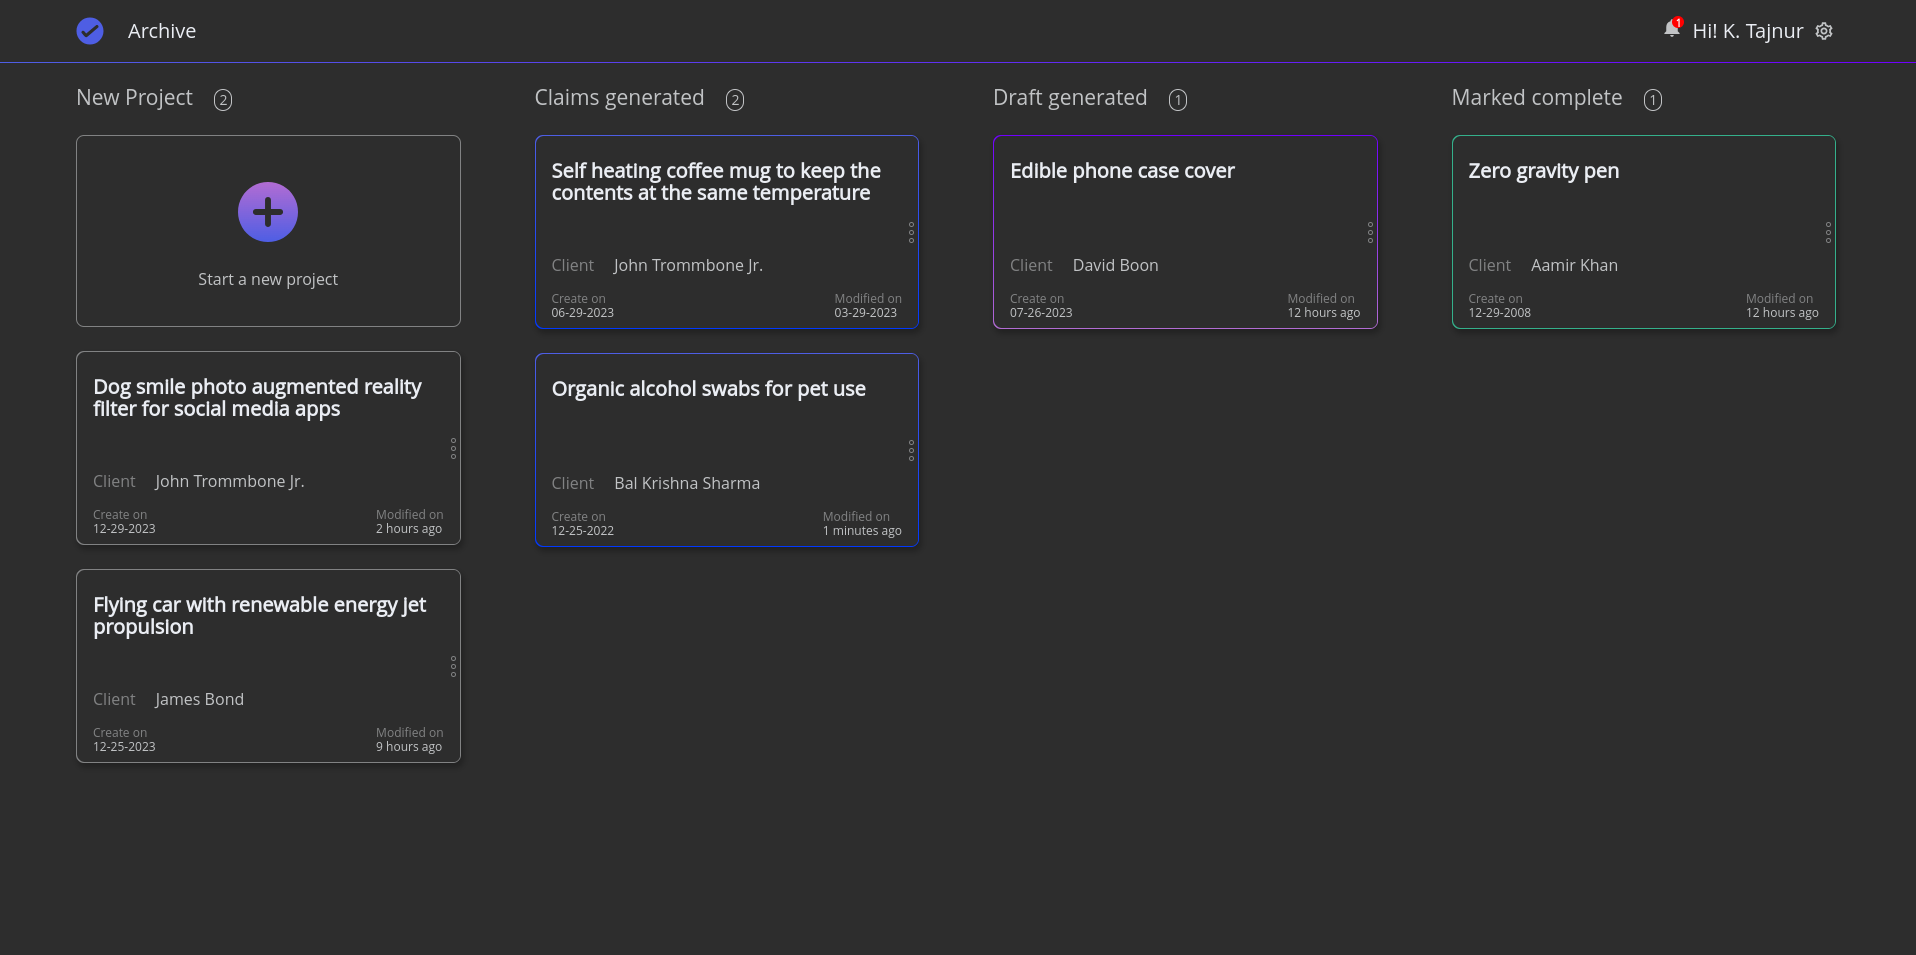 Archive
1
Hi! K. Tajnur
New Project 2
Start a new project
Dog smile photo augmented reality
filter for social media apps
Client John Trommbone Jr.
Create on Modified on
12-29-2023 2 hours ago
Flying car with renewable energy jet
propulsion
Client James Bond
Create on Modified on
12-25-2023 9 hours ago
Claims generated 2
Self heating coffee mug to keep the
contents at the same temperature
Client John Trommbone Jr.
Create on Modified on
06-29-2023 03-29-2023
Organic alcohol swabs for pet use
Client Bal Krishna Sharma
Create on Modified on
12-25-2022 1 minutes ago
Draft generated 1
Edible phone case cover
Client David Boon
Create on Modified on
07-26-2023 12 hours ago
Marked complete 1
Zero gravity pen
Client Aamir Khan
Create on Modified on
12-29-2008 12 hours ago